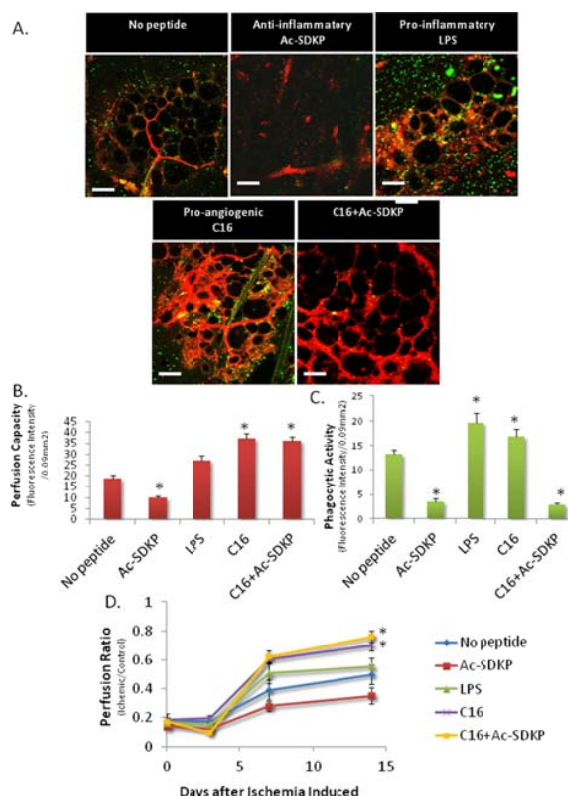 A.
No peptide
Anti-inflammatory
Ac-SDKP
Pro-inflammatory
LPS
Pro-angiogenic
C16
C16+Ac-SDKP
B.
Perfusion Capacity
(Fluorescence Intensity
/0.09mm2)
45
40
35
30
25
20
15
10
5
0
*
*
*
No peptide
Ac-SDKP
LPS
C16
C16+Ac-SDKP
C.
Phagocytic Activity
(Fluorescence Intensity/0.09mm2)
25
20
15
10
5
0
*
*
*
*
No peptide
Ac-SDKP
LPS
C16
C16+Ac-SDKP
D.
Perfusion Ratio
(Ischemic/Control)
1
0.8
0.6
0.4
0.2
0
5
10
15
*
*
Days after Ischemia Induced
No peptide
Ac-SDKP
LPS
C16
C16+Ac-SDKP